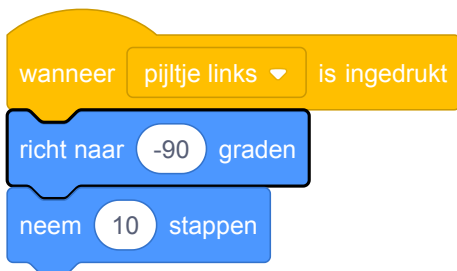 wanneer pijltje links is ingedrukt
richt naar -90 graden
neem 10 stappen